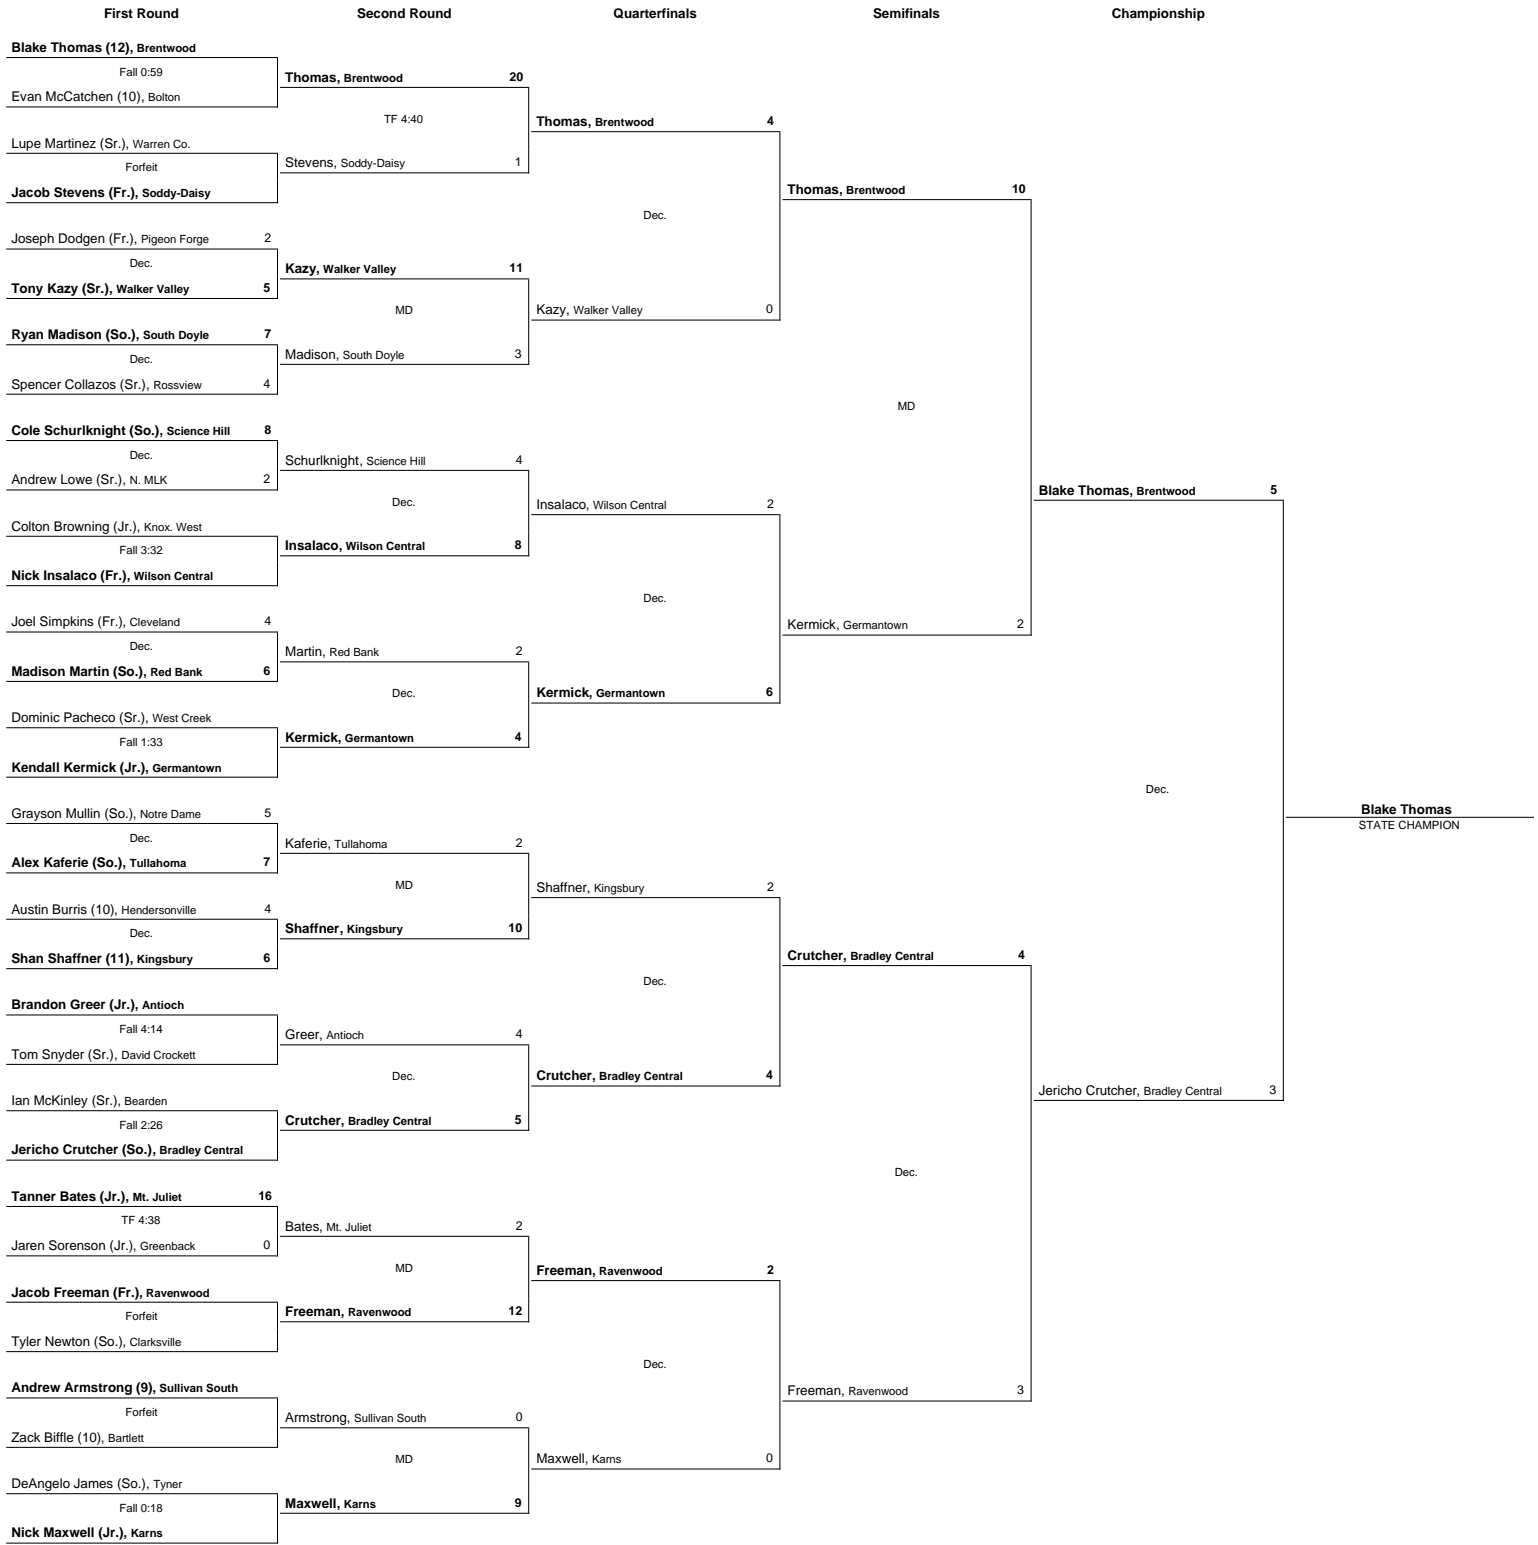 First Round Second Round Quarterfinals Semifinals Championship
Blake Thomas (12), Brentwood
Fall 0:59
Evan McCatchen (10), Bolton
Lupe Martinez (Sr.), Warren Co.
Forfeit
Jacob Stevens (Fr.), Soddy-Daisy
Joseph Dodgen (Fr.), Pigeon Forge 2
Dec.
Tony Kazy (Sr.), Walker Valley 5
Ryan Madison (So.), South Doyle 7
Dec.
Spencer Collazos (Sr.), Rossview 4
Cole Schurlknight (So.), Science Hill 8
Dec.
Andrew Lowe (Sr.), N. MLK 2
Colton Browning (Jr.), Knox. West
Fall 3:32
Nick Insalaco (Fr.), Wilson Central
Joel Simpkins (Fr.), Cleveland 4
Dec.
Madison Martin (So.), Red Bank 6
Dominic Pacheco (Sr.), West Creek
Fall 1:33
Kendall Kermick (Jr.), Germantown
Grayson Mullin (So.), Notre Dame 5
Dec.
Alex Kaferie (So.), Tullahoma 7
Austin Burris (10), Hendersonville 4
Dec.
Shan Shaffner (11), Kingsbury 6
Brandon Greer (Jr.), Antioch
Fall 4:14
Tom Snyder (Sr.), David Crockett
Ian McKinley (Sr.), Bearden
Fall 2:26
Jericho Crutcher (So.), Bradley Central
Tanner Bates (Jr.), Mt. Juliet 16
TF 4:38
Jaren Sorenson (Jr.), Greenback 0
Jacob Freeman (Fr.), Ravenwood
Forfeit
Tyler Newton (So.), Clarksville
Andrew Armstrong (9), Sullivan South
Forfeit
Zack Biffle (10), Bartlett
DeAngelo James (So.), Tyner
Fall 0:18
Nick Maxwell (Jr.), Karns
Thomas, Brentwood 20
TF 4:40
Stevens, Soddy-Daisy 1
Kazy, Walker Valley 11
MD
Madison, South Doyle 3
Schurlknight, Science Hill 4
Dec.
Insalaco, Wilson Central 8
Martin, Red Bank 2
Dec.
Kermick, Germantown 4
Kaferie, Tullahoma 2
MD
Shaffner, Kingsbury 10
Greer, Antioch 4
Dec.
Crutcher, Bradley Central 5
Bates, Mt. Juliet 2
MD
Freeman, Ravenwood 12
Armstrong, Sullivan South 0
MD
Maxwell, Karns 9
Thomas, Brentwood 4
Dec.
Kazy, Walker Valley 0
Insalaco, Wilson Central 2
Dec.
Kermick, Germantown 6
Shaffner, Kingsbury 2
Dec.
Crutcher, Bradley Central 4
Freeman, Ravenwood 2
Dec.
Maxwell, Karns 0
Thomas, Brentwood 10
MD
Kermick, Germantown 2
Crutcher, Bradley Central 4
Dec.
Freeman, Ravenwood 3
Blake Thomas, Brentwood 5
Dec.
Jericho Crutcher, Bradley Central 3
Blake Thomas
STATE CHAMPION